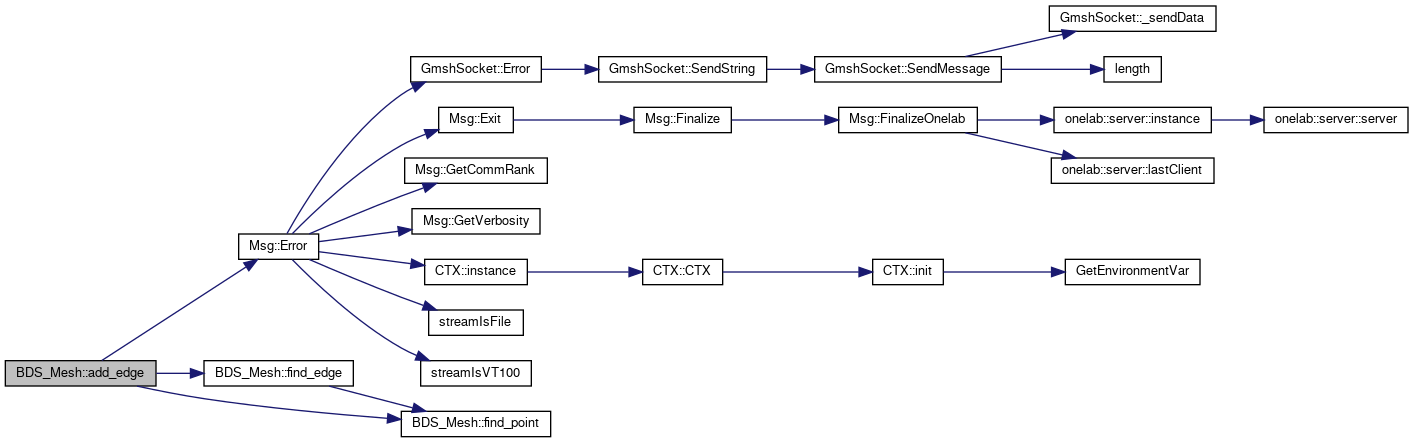 GmshSocket::_sendData
GmshSocket::Error
GmshSocket::SendString
GmshSocket::SendMessage
length
Msg::Exit
Msg::Finalize
Msg::FinalizeOnelab
onelab::server::instance
onelab::server::server
Msg::GetCommRank
onelab::server::lastClient
Msg::GetVerbosity
Msg::Error
CTX::instance
CTX::CTX
CTX::init
GetEnvironmentVar
streamIsFile
BDS_Mesh::add_edge
BDS_Mesh::find_edge
streamIsVT100
BDS_Mesh::find_point